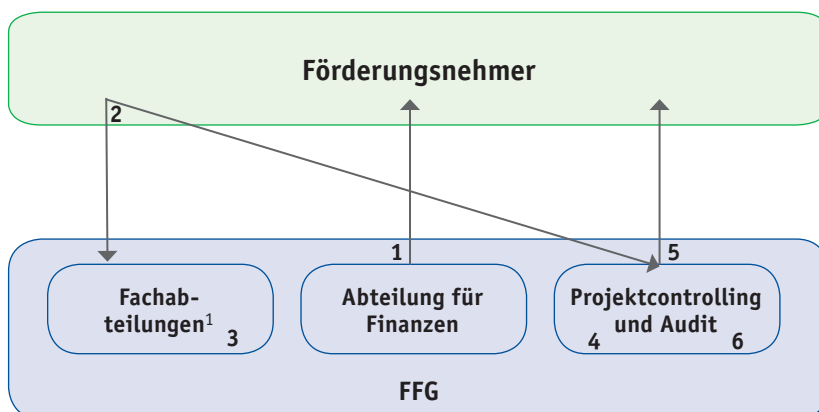 Förderungsnehmer
2
1
5
Fachab-
teilungen1
3
Abteilung für
Finanzen
Projektcontrolling
und Audit
4
6
FFG